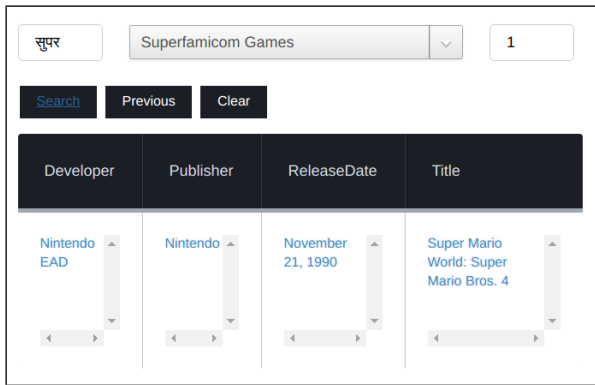 सुपर Superfamicom Games 1
Search Previous Clear
Developer Publisher ReleaseDate Title
Nintendo EAD
Nintendo
November 21, 1990
Super Mario World: Super Mario Bros. 4